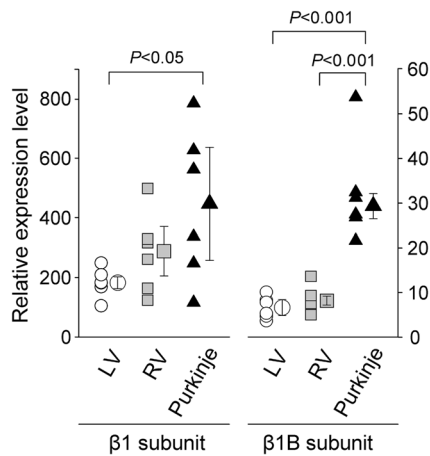 P<0.001
P<0.05
P<0.001
Relative expression level
800
600
400
200
0
60
50
40
30
20
10
0
LV
RV
Purkinje
LV
RV
Purkinje
β1 subunit
β1B subunit